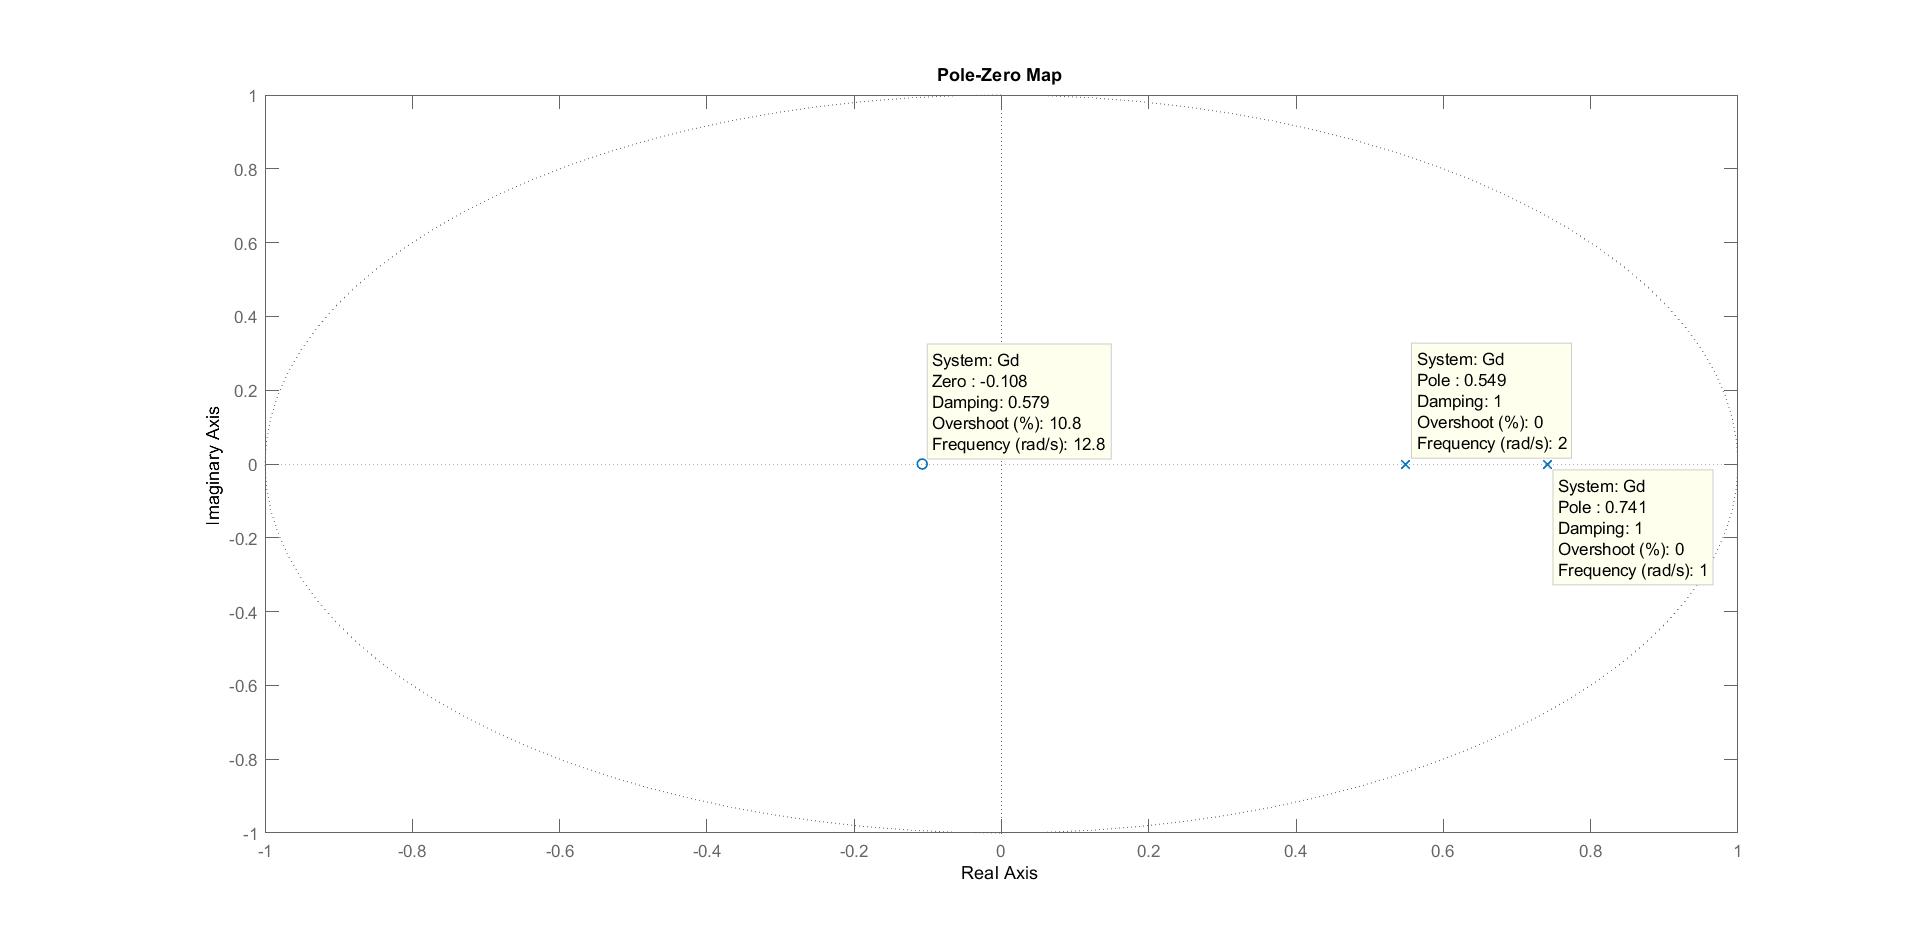 Pole-Zero Map
1
0.8
0.6
0.4
0.2
0
-0.2
-0.4
-0.6
-0.8
-1
Imaginary Axis
System: Gd
Zero : -0.108
Damping: 0.579
Overshoot (%): 10.8
Frequency (rad/s): 12.8
System: Gd
Pole : 0.549
Damping: 1
Overshoot (%): 0
Frequency (rad/s): 2
System: Gd
Pole : 0.741
Damping: 1
Overshoot (%): 0
Frequency (rad/s): 1
-1 -0.8 -0.6 -0.4 -0.2 0 0.2 0.4 0.6 0.8 1
Real Axis